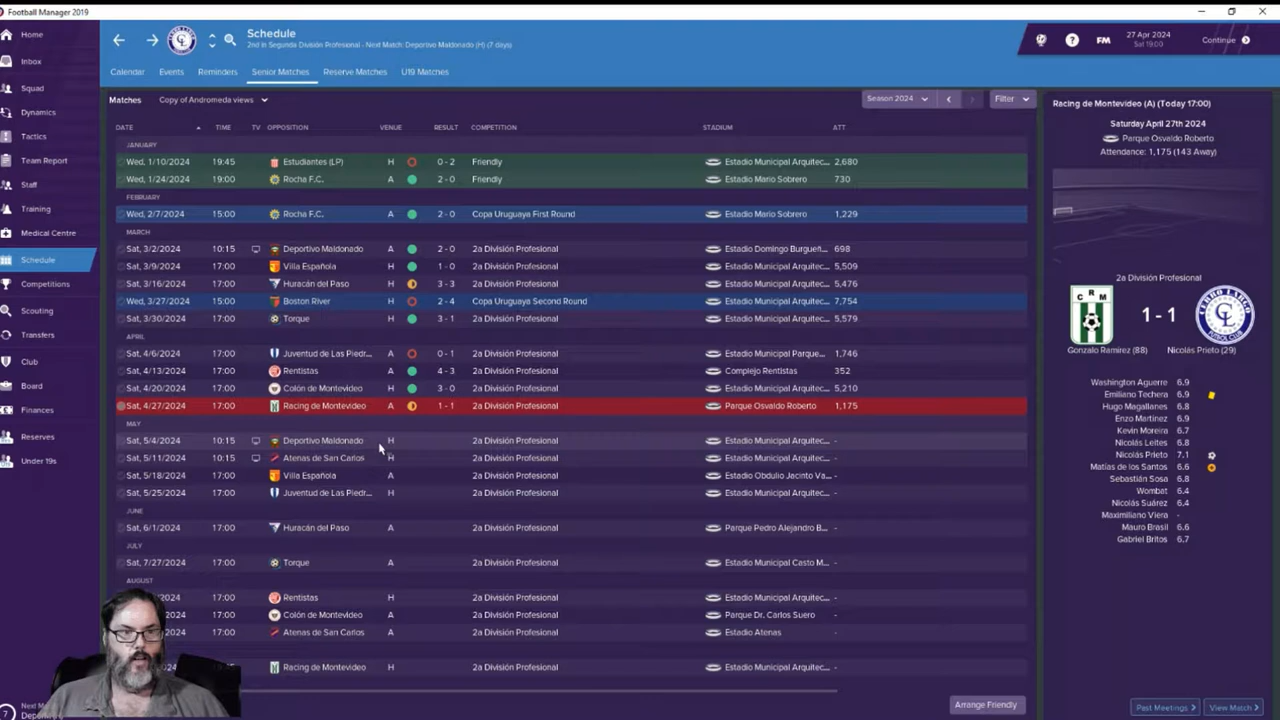 Football Manager 2019
Home
Inbox
Squad
Dynamics
Tactics
Team Report
Staff
Training
Medical Centre
Schedule
Competitions
Scouting
Transfers
Club
Board
Finances
Reserves
Under 19s
Schedule
2nd In Segunda División Profesional - Next Match: Deportivo Maldonado (H) (7 days)
FM
27 Apr 2024
Sat 19:00
Continue
Calendar Events Reminders Senior Matches Reserve Matches U19 Matches
Matches Copy of Andromeda views
Season 2024 Filter
DATE TIME TV OPPOSITION VENUE RESULT COMPETITION STADIUM ATT
JANUARY
Wed, 1/10/2024 19:45 Estudiantes (LP) H 0 - 2 Friendly Estadio Municipal Arquitec... 2,680
Wed, 1/24/2024 19:00 Rocha F.C. A 2 - 0 Friendly Estadio Mario Sobrero 730
FEBRUARY
Wed, 2/7/2024 15:00 Rocha F.C. A 2 - 0 Copa Uruguaya First Round Estadio Mario Sobrero 1,229
MARCH
Sat, 3/2/2024 10:15 Deportivo Maldonado A 2 - 0 2a División Profesional Estadio Domingo Burgueñ... 698
Sat, 3/9/2024 17:00 Villa Española H 1 - 0 2a División Profesional Estadio Municipal Arquitec... 5,509
Sat, 3/16/2024 17:00 Huracán del Paso H 3 - 3 2a División Profesional Estadio Municipal Arquitec... 5,476
Wed, 3/27/2024 15:00 Boston River H 2 - 4 Copa Uruguaya Second Round Estadio Municipal Arquitec... 7,754
Sat, 3/30/2024 17:00 Torque H 3 - 1 2a División Profesional Estadio Municipal Arquitec... 5,579
APRIL
Sat, 4/6/2024 17:00 Juventud de Las Piedr... A 0 - 1 2a División Profesional Estadio Municipal Parque... 1,746
Sat, 4/13/2024 17:00 Rentistas A 4 - 3 2a División Profesional Complejo Rentistas 352
Sat, 4/20/2024 17:00 Colón de Montevideo H 3 - 0 2a División Profesional Estadio Municipal Arquitec... 5,210
Sat, 4/27/2024 17:00 Racing de Montevideo A 1 - 1 2a División Profesional Parque Osvaldo Roberto 1,175
MAY
Sat, 5/4/2024 10:15 Deportivo Maldonado H 2a División Profesional Estadio Municipal Arquitec... -
Sat, 5/11/2024 10:15 Atenas de San Carlos H 2a División Profesional Estadio Municipal Arquitec... -
Sat, 5/18/2024 17:00 Villa Española A 2a División Profesional Estadio Obdulio Jacinto Va... -
Sat, 5/25/2024 17:00 Juventud de Las Piedr... H 2a División Profesional Estadio Municipal Arquitec... -
JUNE
Sat, 6/1/2024 17:00 Huracán del Paso A 2a División Profesional Parque Pedro Alejandro B... -
JULY
Sat, 7/27/2024 17:00 Torque A 2a División Profesional Estadio Municipal Casto M... -
AUGUST
/2024 17:00 Rentistas H 2a División Profesional Estadio Municipal Arquitec... -
/2024 17:00 Colón de Montevideo A 2a División Profesional Parque Dr. Carlos Suero -
2024 17:00 Atenas de San Carlos A 2a División Profesional Estadio Atenas -
Racing de Montevideo H 2a División Profesional Estadio Municipal Arquitec... -
Arrange Friendly
Racing de Montevideo (A) (Today 17:00)
Saturday April 27th 2024
Parque Osvaldo Roberto
Attendance: 1,175 (143 Away)
2a División Profesional
C R M
1 - 1
CERRO LARGO
CL
FUTBOL CLUB
Gonzalo Ramírez (88) Nicolás Prieto (29)
Washington Aguerre 6.9
Emiliano Techera 6.9
Hugo Magallanes 6.8
Enzo Martínez 6.9
Kevin Moreira 6.7
Nicolás Leites 6.8
Nicolás Prieto 7.1
Matías de los Santos 6.6
Sebastián Sosa 6.8
Wombat 6.4
Nicolás Suárez 6.4
Maximiliano Viera -
Mauro Brasil 6.6
Gabriel Britos 6.7
Past Meetings View Match
7
Next M
Depor